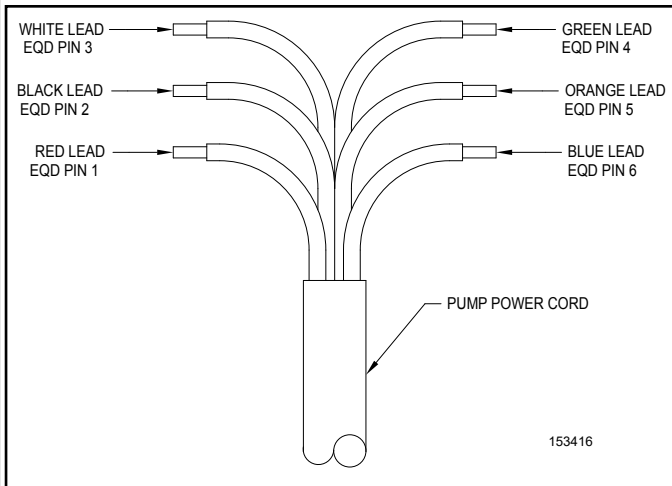 WHITE LEAD
EQD PIN 3
BLACK LEAD
EQD PIN 2
RED LEAD
EQD PIN 1
GREEN LEAD
EQD PIN 4
ORANGE LEAD
EQD PIN 5
BLUE LEAD
EQD PIN 6
PUMP POWER CORD
153416